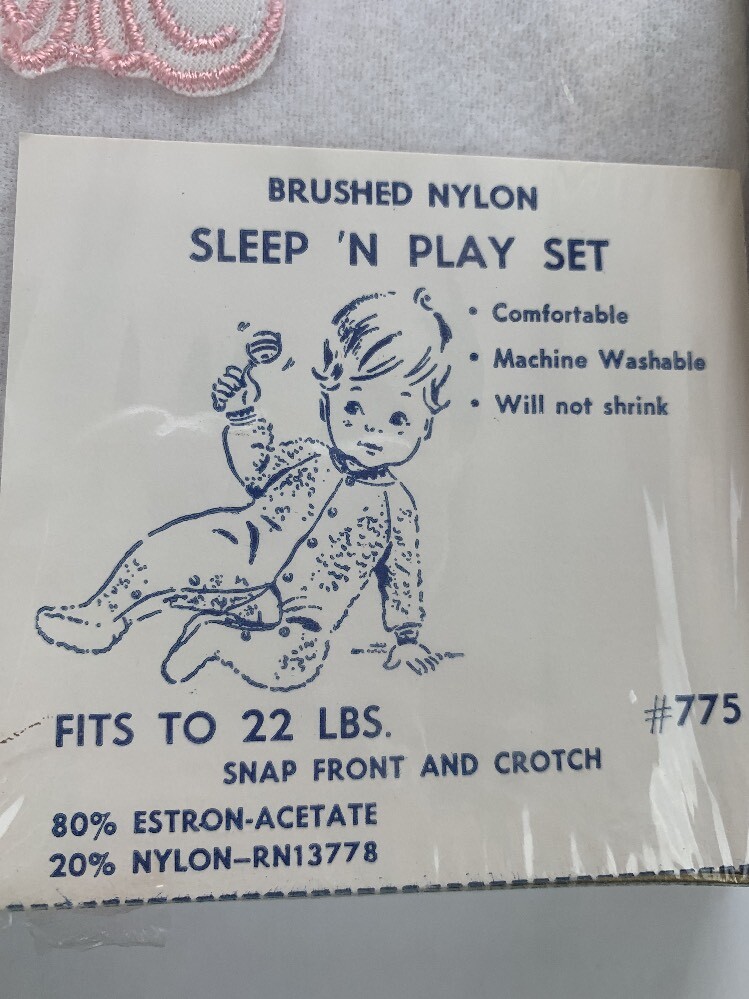 BRUSHED NYLON
SLEEP 'N PLAY SET
• Comfortable
• Machine Washable
• Will not shrink
FITS TO 22 LBS.
#775
SNAP FRONT AND CROTCH
80% ESTRON-ACETATE
20% NYLON—RN13778